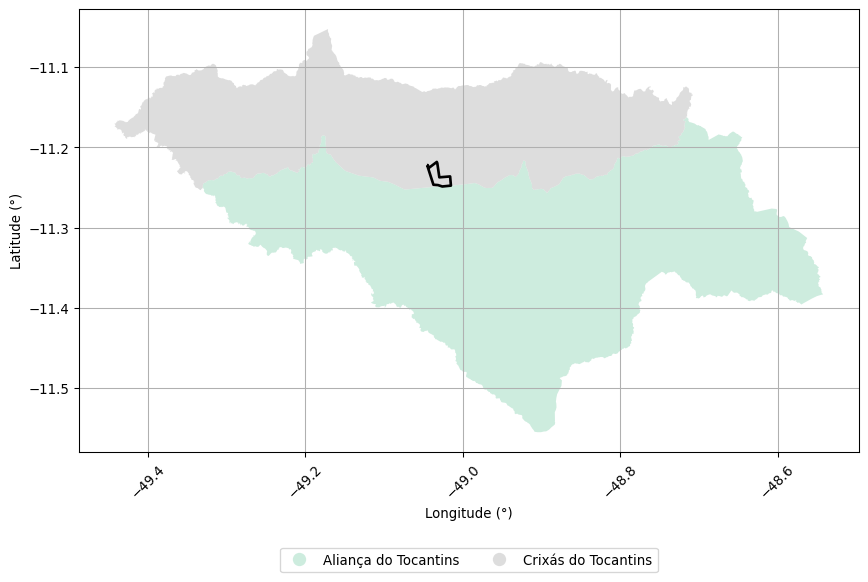 −11.1
−11.2
−11.3
−11.4
−11.5
Latitude (°)
−49.4
−49.2
−49.0
−48.8
−48.6
Longitude (°)
Aliança do Tocantins
Crixás do Tocantins